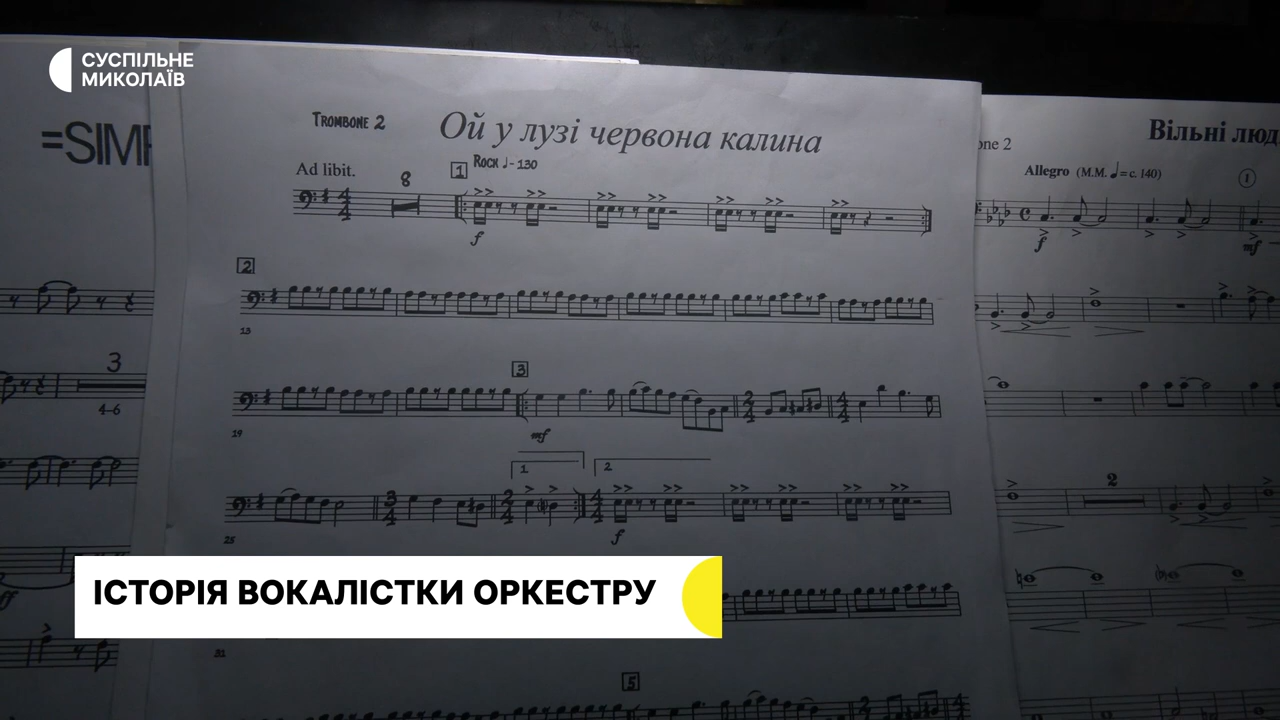 СУСПІЛЬНЕ
МИКОЛАЇВ
=SIM
TROMBONE 2
Ой у лузі червона калина
Ad libit.
8
1
ROCK ♩- 130
f
2
13
3
19
mf
1
2
25
f
31
5
3
4-6
ff
one 2
Вільні люд
Allegro (M.M. ♩= c. 140)
1
f
mf
2
ІСТОРІЯ ВОКАЛІСТКИ ОРКЕСТРУ